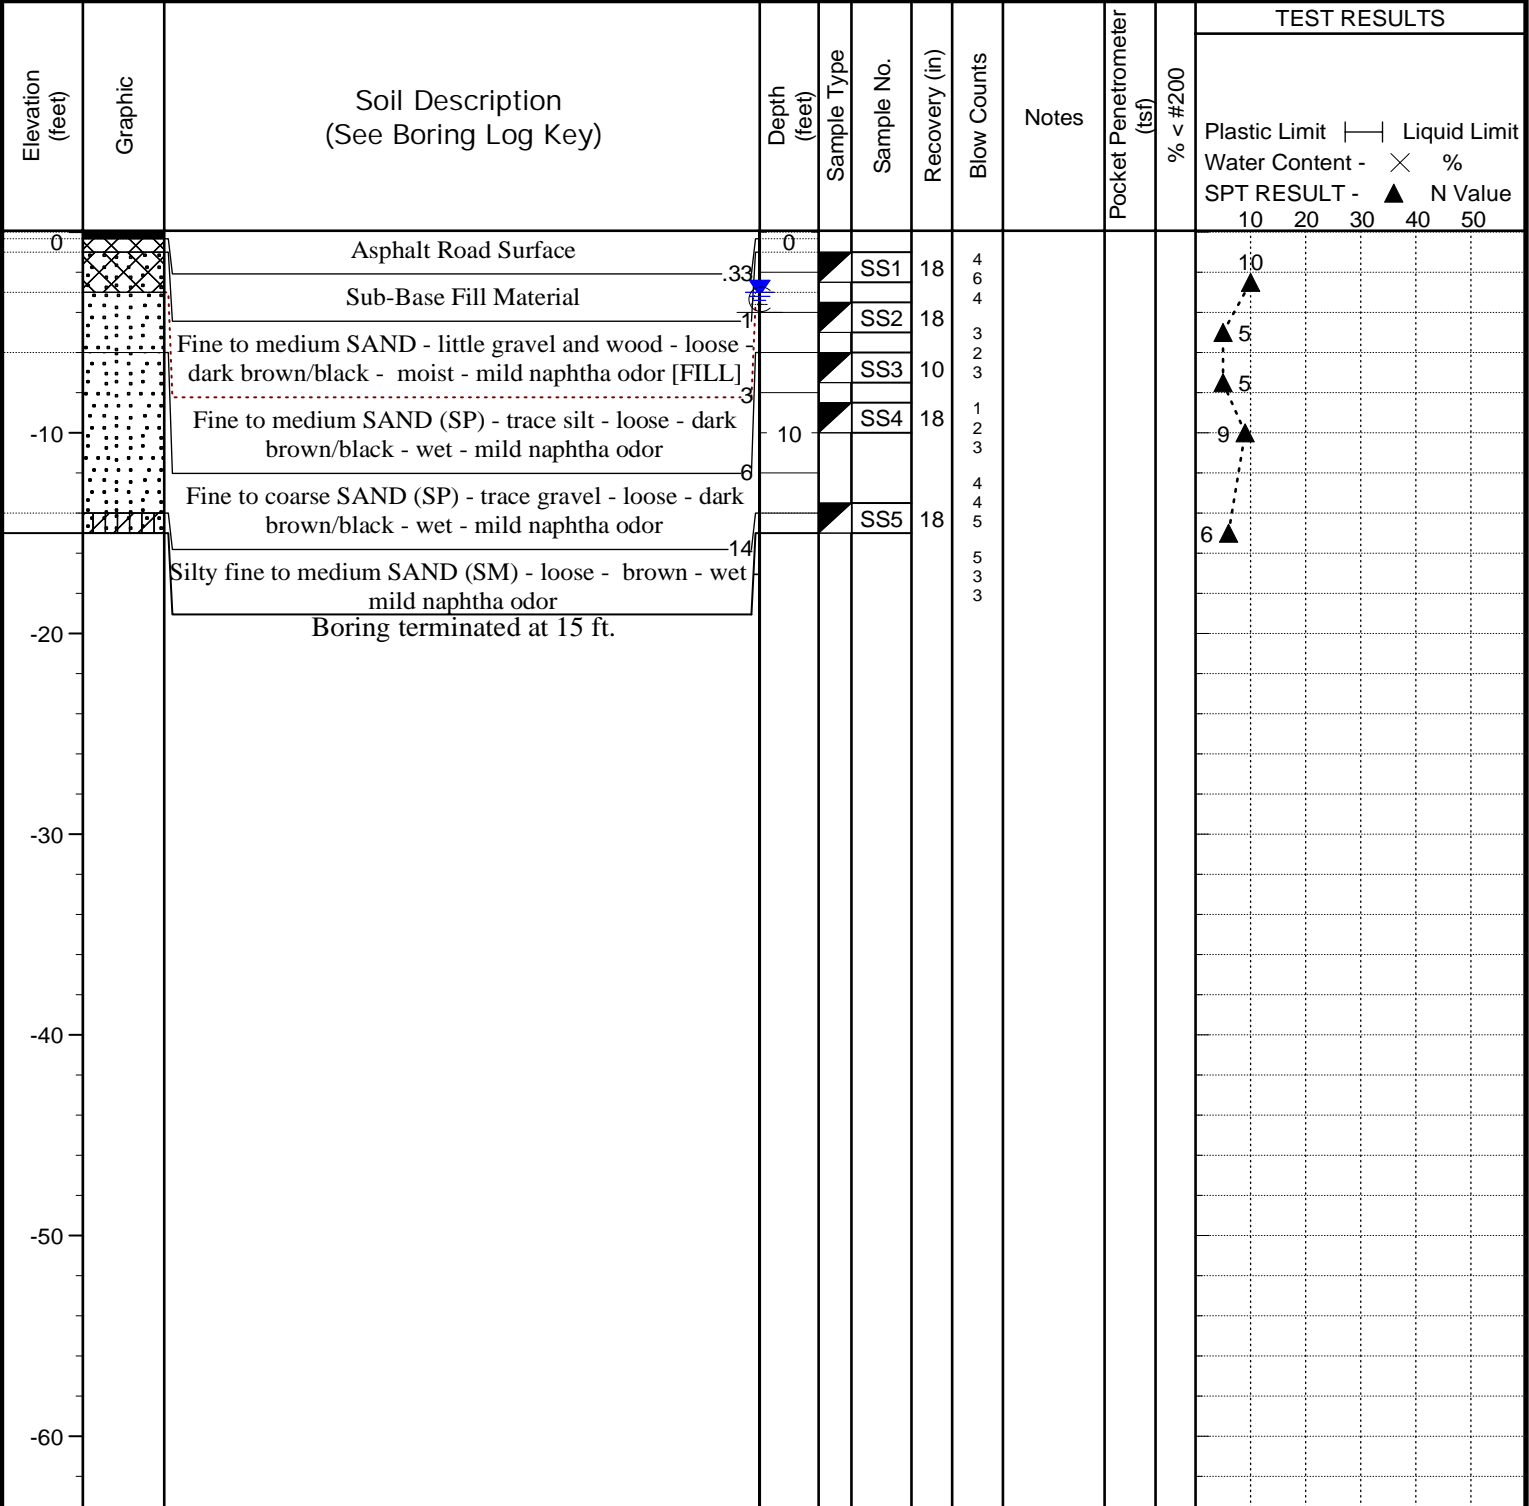 TEST RESULTS
Elevation
(feet)
Graphic
Soil Description
(See Boring Log Key)
Depth
(feet)
Sample Type
Sample No.
Recovery (in)
Blow Counts
Notes
Pocket Penetrometer
(tsf)
% < #200
Plastic Limit Liquid Limit
Water Content - %
SPT RESULT - N Value
10 20 30 40 50
0
Asphalt Road Surface
.33
Sub-Base Fill Material
1
Fine to medium SAND - little gravel and wood - loose -
dark brown/black - moist - mild naphtha odor [FILL]
3
Fine to medium SAND (SP) - trace silt - loose - dark
brown/black - wet - mild naphtha odor
6
Fine to coarse SAND (SP) - trace gravel - loose - dark
brown/black - wet - mild naphtha odor
14
Silty fine to medium SAND (SM) - loose - brown - wet -
mild naphtha odor
Boring terminated at 15 ft.
0
10
SS1 18
SS2 18
SS3 10
SS4 18
SS5 18
4
6
4
3
2
3
1
2
3
4
4
5
5
3
3
10
5
5
9
6
-10
-20
-30
-40
-50
-60